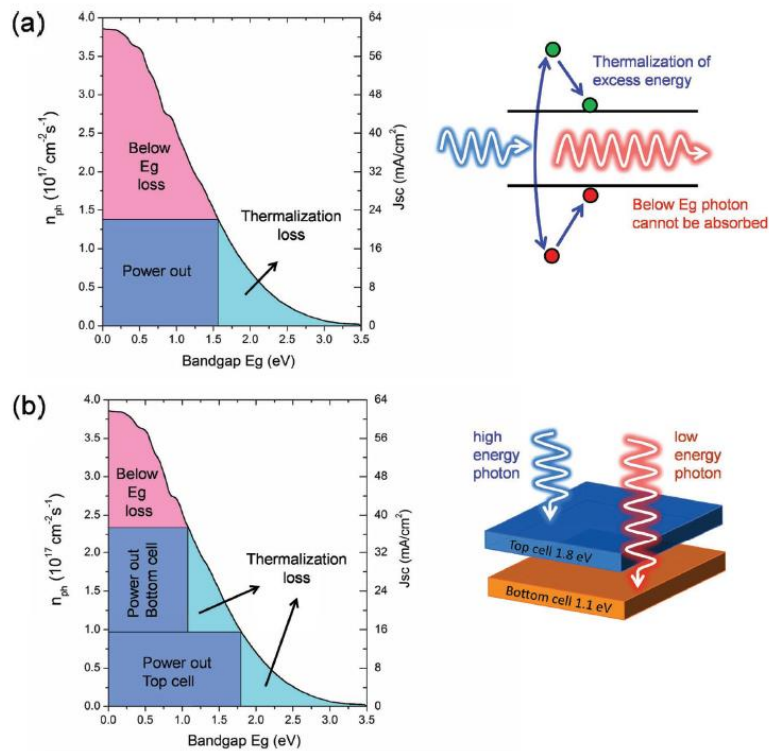 (a)
n_ph (10^17 cm^-2 s^-1)
4.0
3.5
3.0
2.5
2.0
1.5
1.0
0.5
0.0
Below
Eg
loss
Power out
Thermalization
loss
64
56
48
40
32
24
16
8
0
Jsc (mA/cm²)
0.0 0.5 1.0 1.5 2.0 2.5 3.0 3.5
Bandgap Eg (eV)
Thermalization of
excess energy
Below Eg photon
cannot be absorbed
(b)
n_ph (10^17 cm^-2 s^-1)
4.0
3.5
3.0
2.5
2.0
1.5
1.0
0.5
0.0
Below
Eg
loss
Power out
Bottom cell
Power out
Top cell
Thermalization
loss
64
56
48
40
32
24
16
8
0
Jsc (mA/cm²)
0.0 0.5 1.0 1.5 2.0 2.5 3.0 3.5
Bandgap Eg (eV)
high
energy
photon
low
energy
photon
Top cell 1.8 eV
Bottom cell 1.1 eV